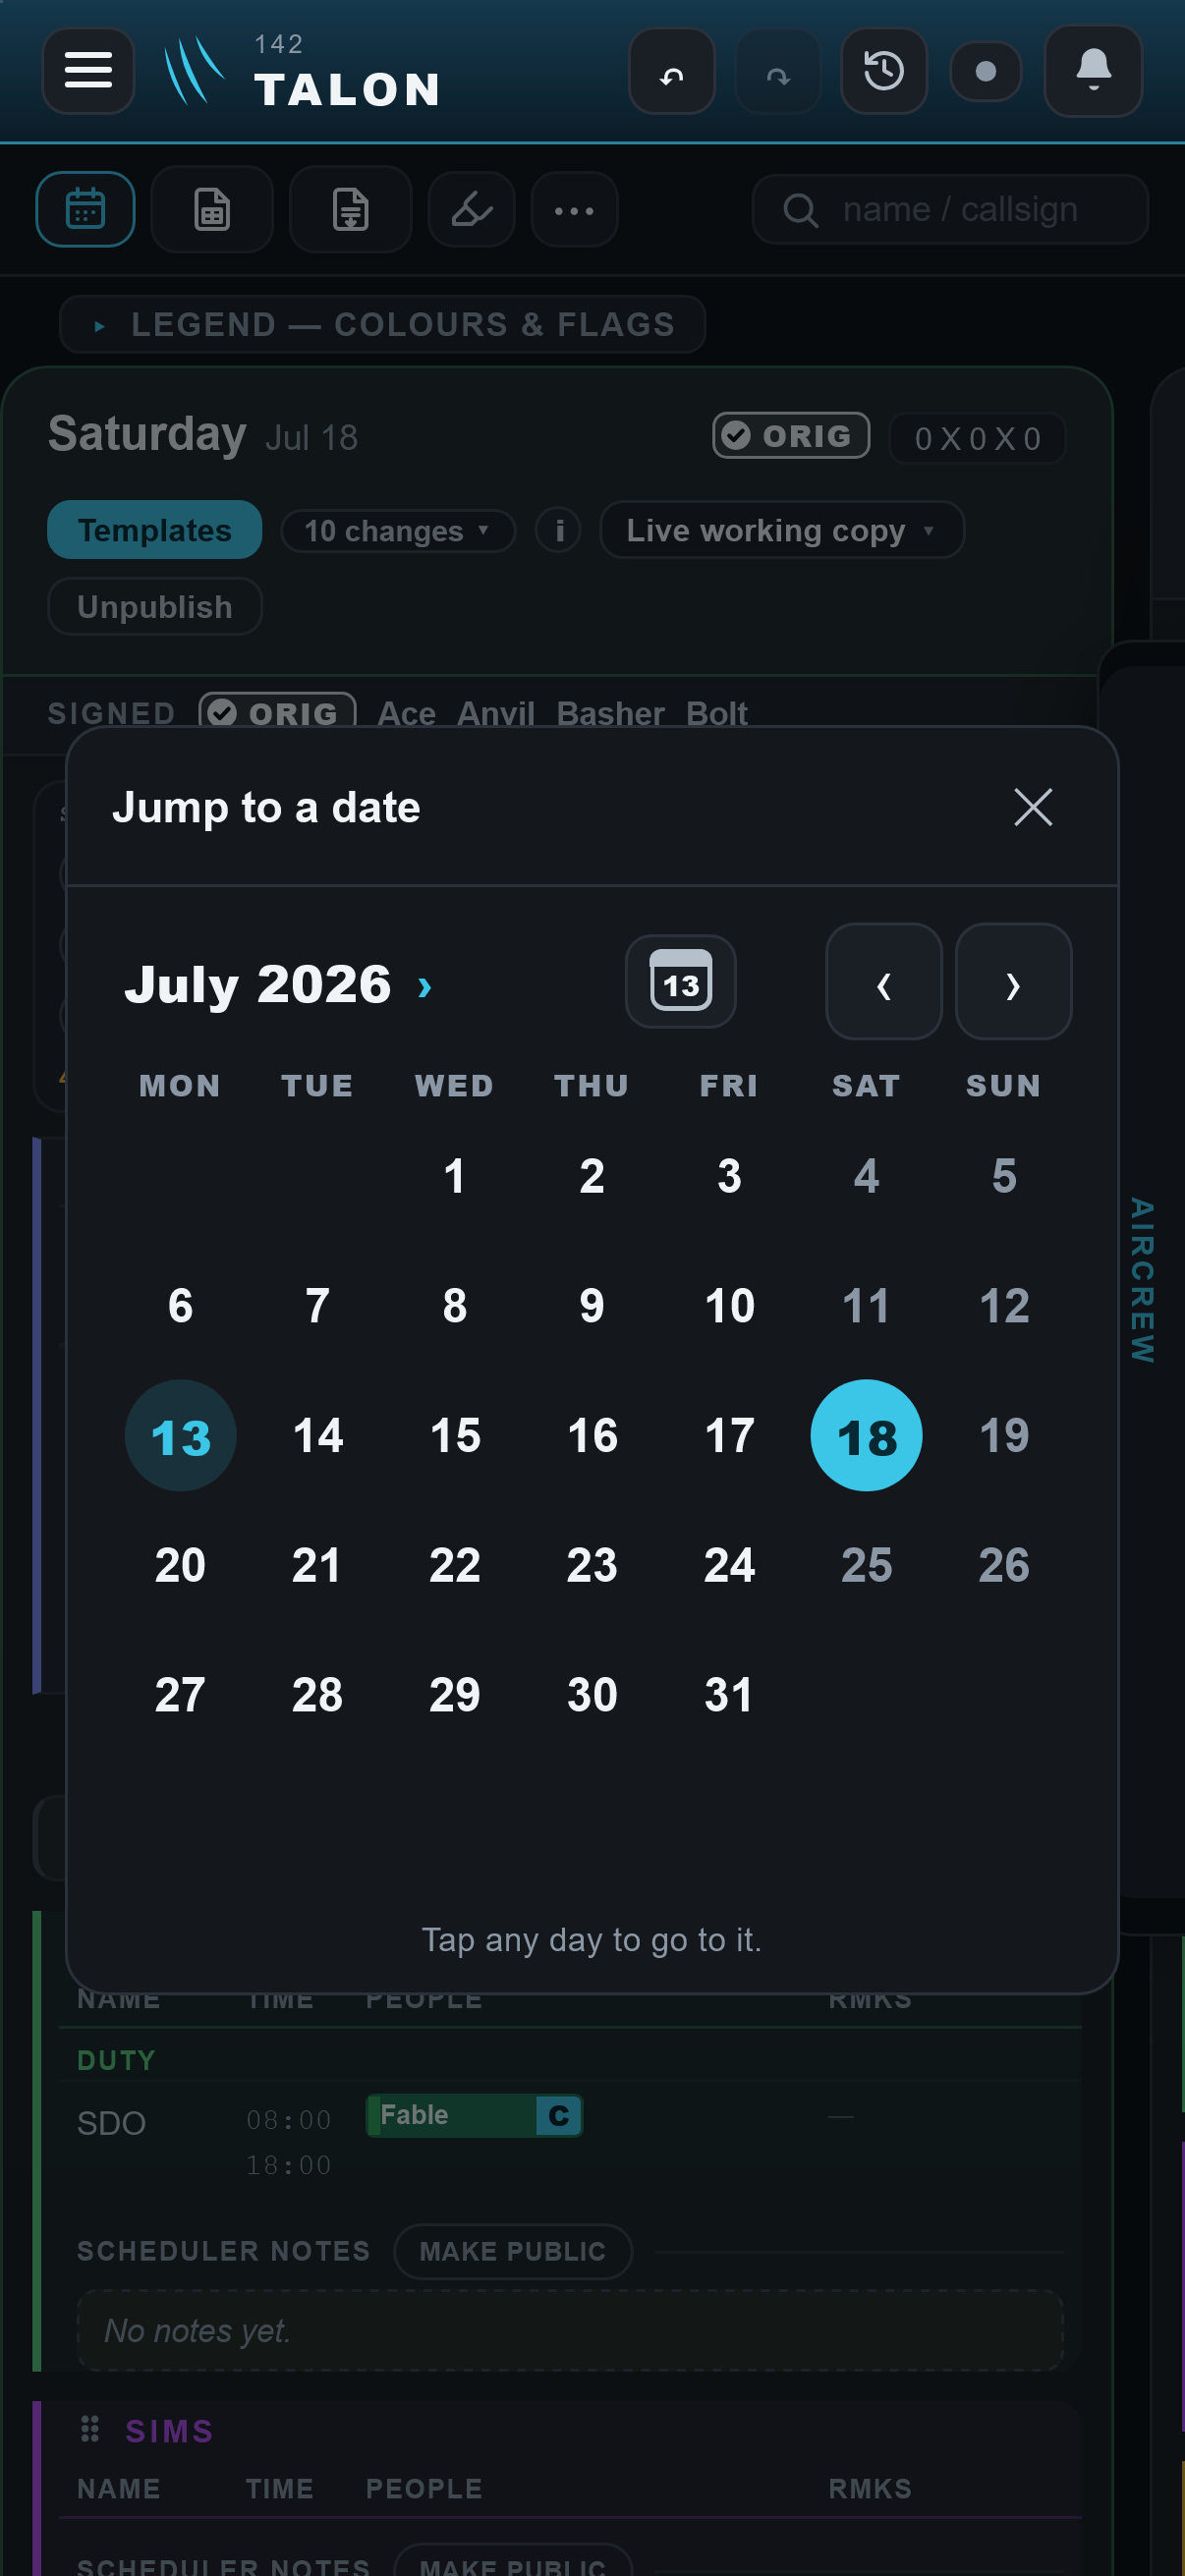 142
TALON
name / callsign
LEGEND — COLOURS & FLAGS
Saturday Jul 18 ORIG 0 X 0 X 0
Templates 10 changes i Live working copy
Unpublish
SIGNED ORIG Ace Anvil Basher Bolt
Jump to a date
July 2026 › 13 ‹ ›
MON TUE WED THU FRI SAT SUN
1 2 3 4 5
6 7 8 9 10 11 12
13 14 15 16 17 18 19
20 21 22 23 24 25 26
27 28 29 30 31
Tap any day to go to it.
AIRCREW
NAME TIME PEOPLE RMKS
DUTY
SDO 08:00 Fable C —
18:00
SCHEDULER NOTES MAKE PUBLIC
No notes yet.
SIMS
NAME TIME PEOPLE RMKS
SCHEDULER NOTES MAKE PUBLIC